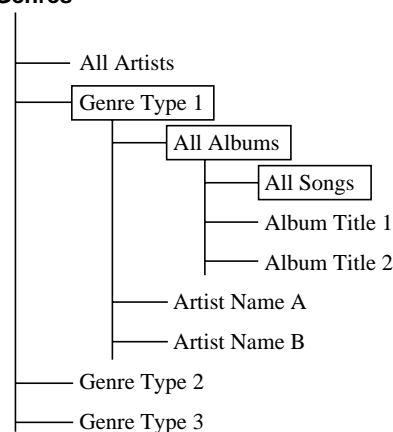 All Artists
Genre Type 1
All Albums
All Songs
Album Title 1
Album Title 2
Artist Name A
Artist Name B
Genre Type 2
Genre Type 3